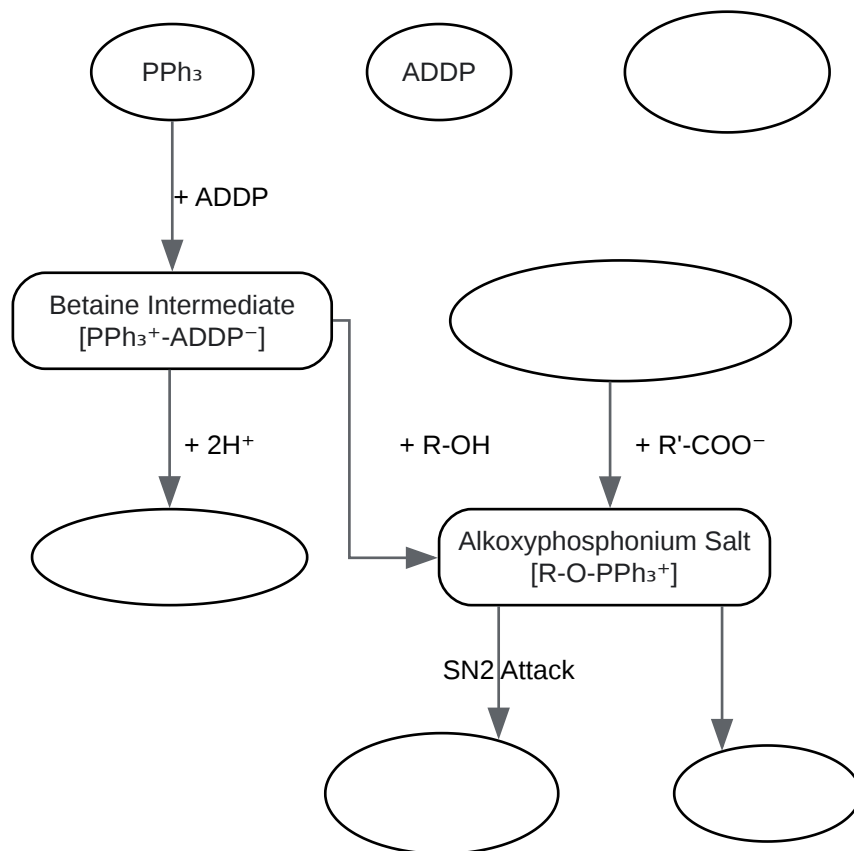 PPh₃
ADDP
+ ADDP
Betaine Intermediate
[PPh₃⁺-ADDP⁻]
+ 2H⁺
+ R-OH
+ R'-COO⁻
Alkoxyphosphonium Salt
[R-O-PPh₃⁺]
SN2 Attack